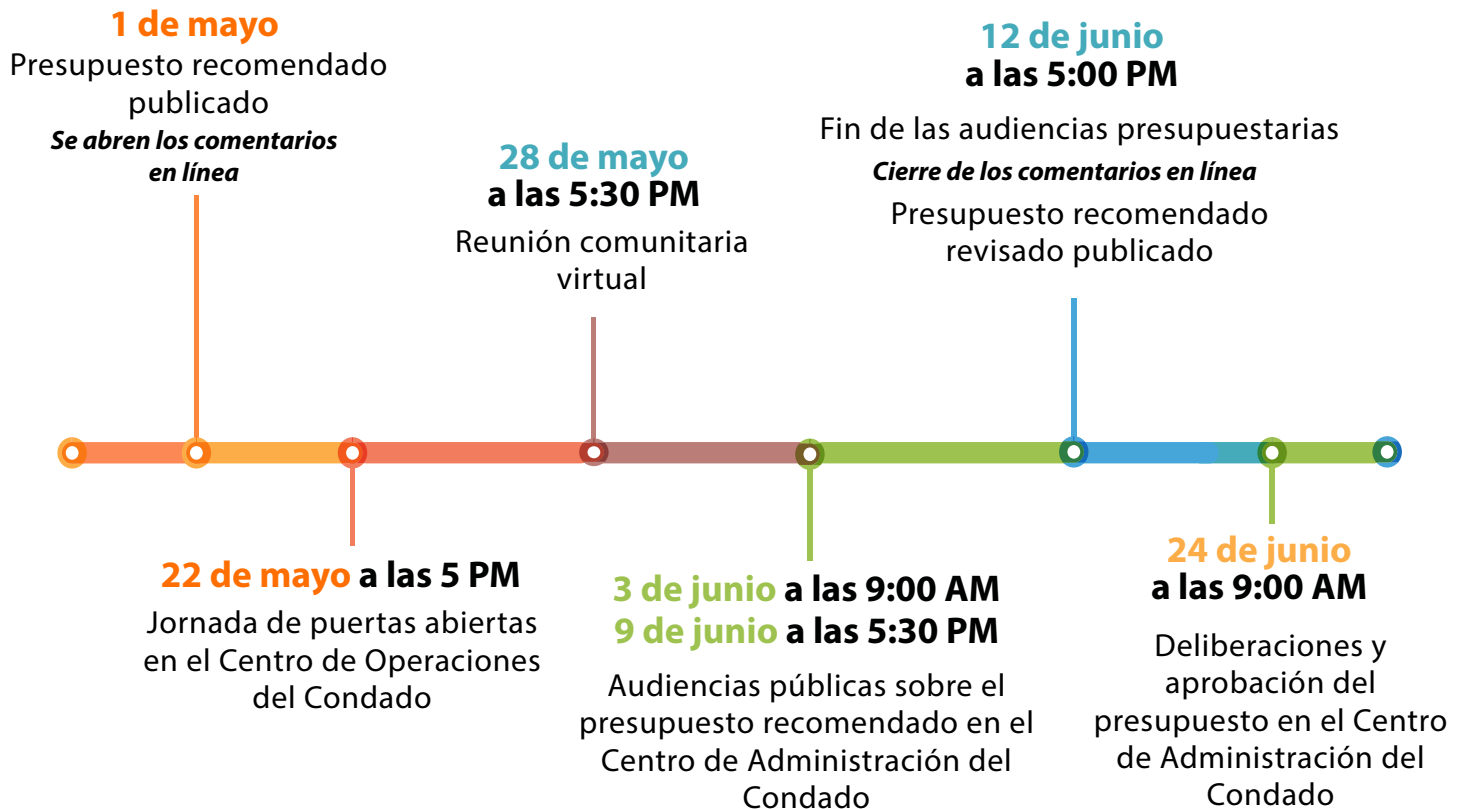 1 de mayo
Presupuesto recomendado
publicado
Se abren los comentarios
en línea
22 de mayo a las 5 PM
Jornada de puertas abiertas
en el Centro de Operaciones
del Condado
28 de mayo
a las 5:30 PM
Reunión comunitaria
virtual
3 de junio a las 9:00 AM
9 de junio a las 5:30 PM
Audiencias públicas sobre el
presupuesto recomendado en el
Centro de Administración del
Condado
12 de junio
a las 5:00 PM
Fin de las audiencias presupuestarias
Cierre de los comentarios en línea
Presupuesto recomendado
revisado publicado
24 de junio
a las 9:00 AM
Deliberaciones y
aprobación del
presupuesto en el Centro
de Administración del
Condado